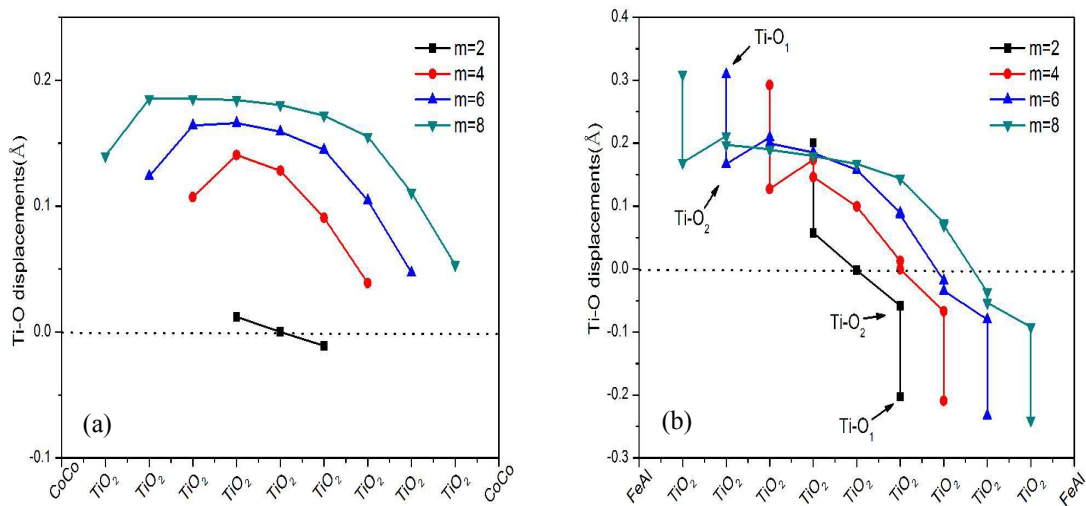 0.2
0.1
0.0
-0.1
Ti-O displacements(Å)
m=2
m=4
m=6
m=8
(a)
CoCo TiO₂ TiO₂ TiO₂ TiO₂ TiO₂ TiO₂ TiO₂ TiO₂ TiO₂ CoCo
0.4
0.3
0.2
0.1
0.0
-0.1
-0.2
-0.3
Ti-O displacements(Å)
Ti-O₁
Ti-O₂
m=2
m=4
m=6
m=8
Ti-O₂
Ti-O₁
(b)
FeAl TiO₂ TiO₂ TiO₂ TiO₂ TiO₂ TiO₂ TiO₂ TiO₂ TiO₂ FeAl